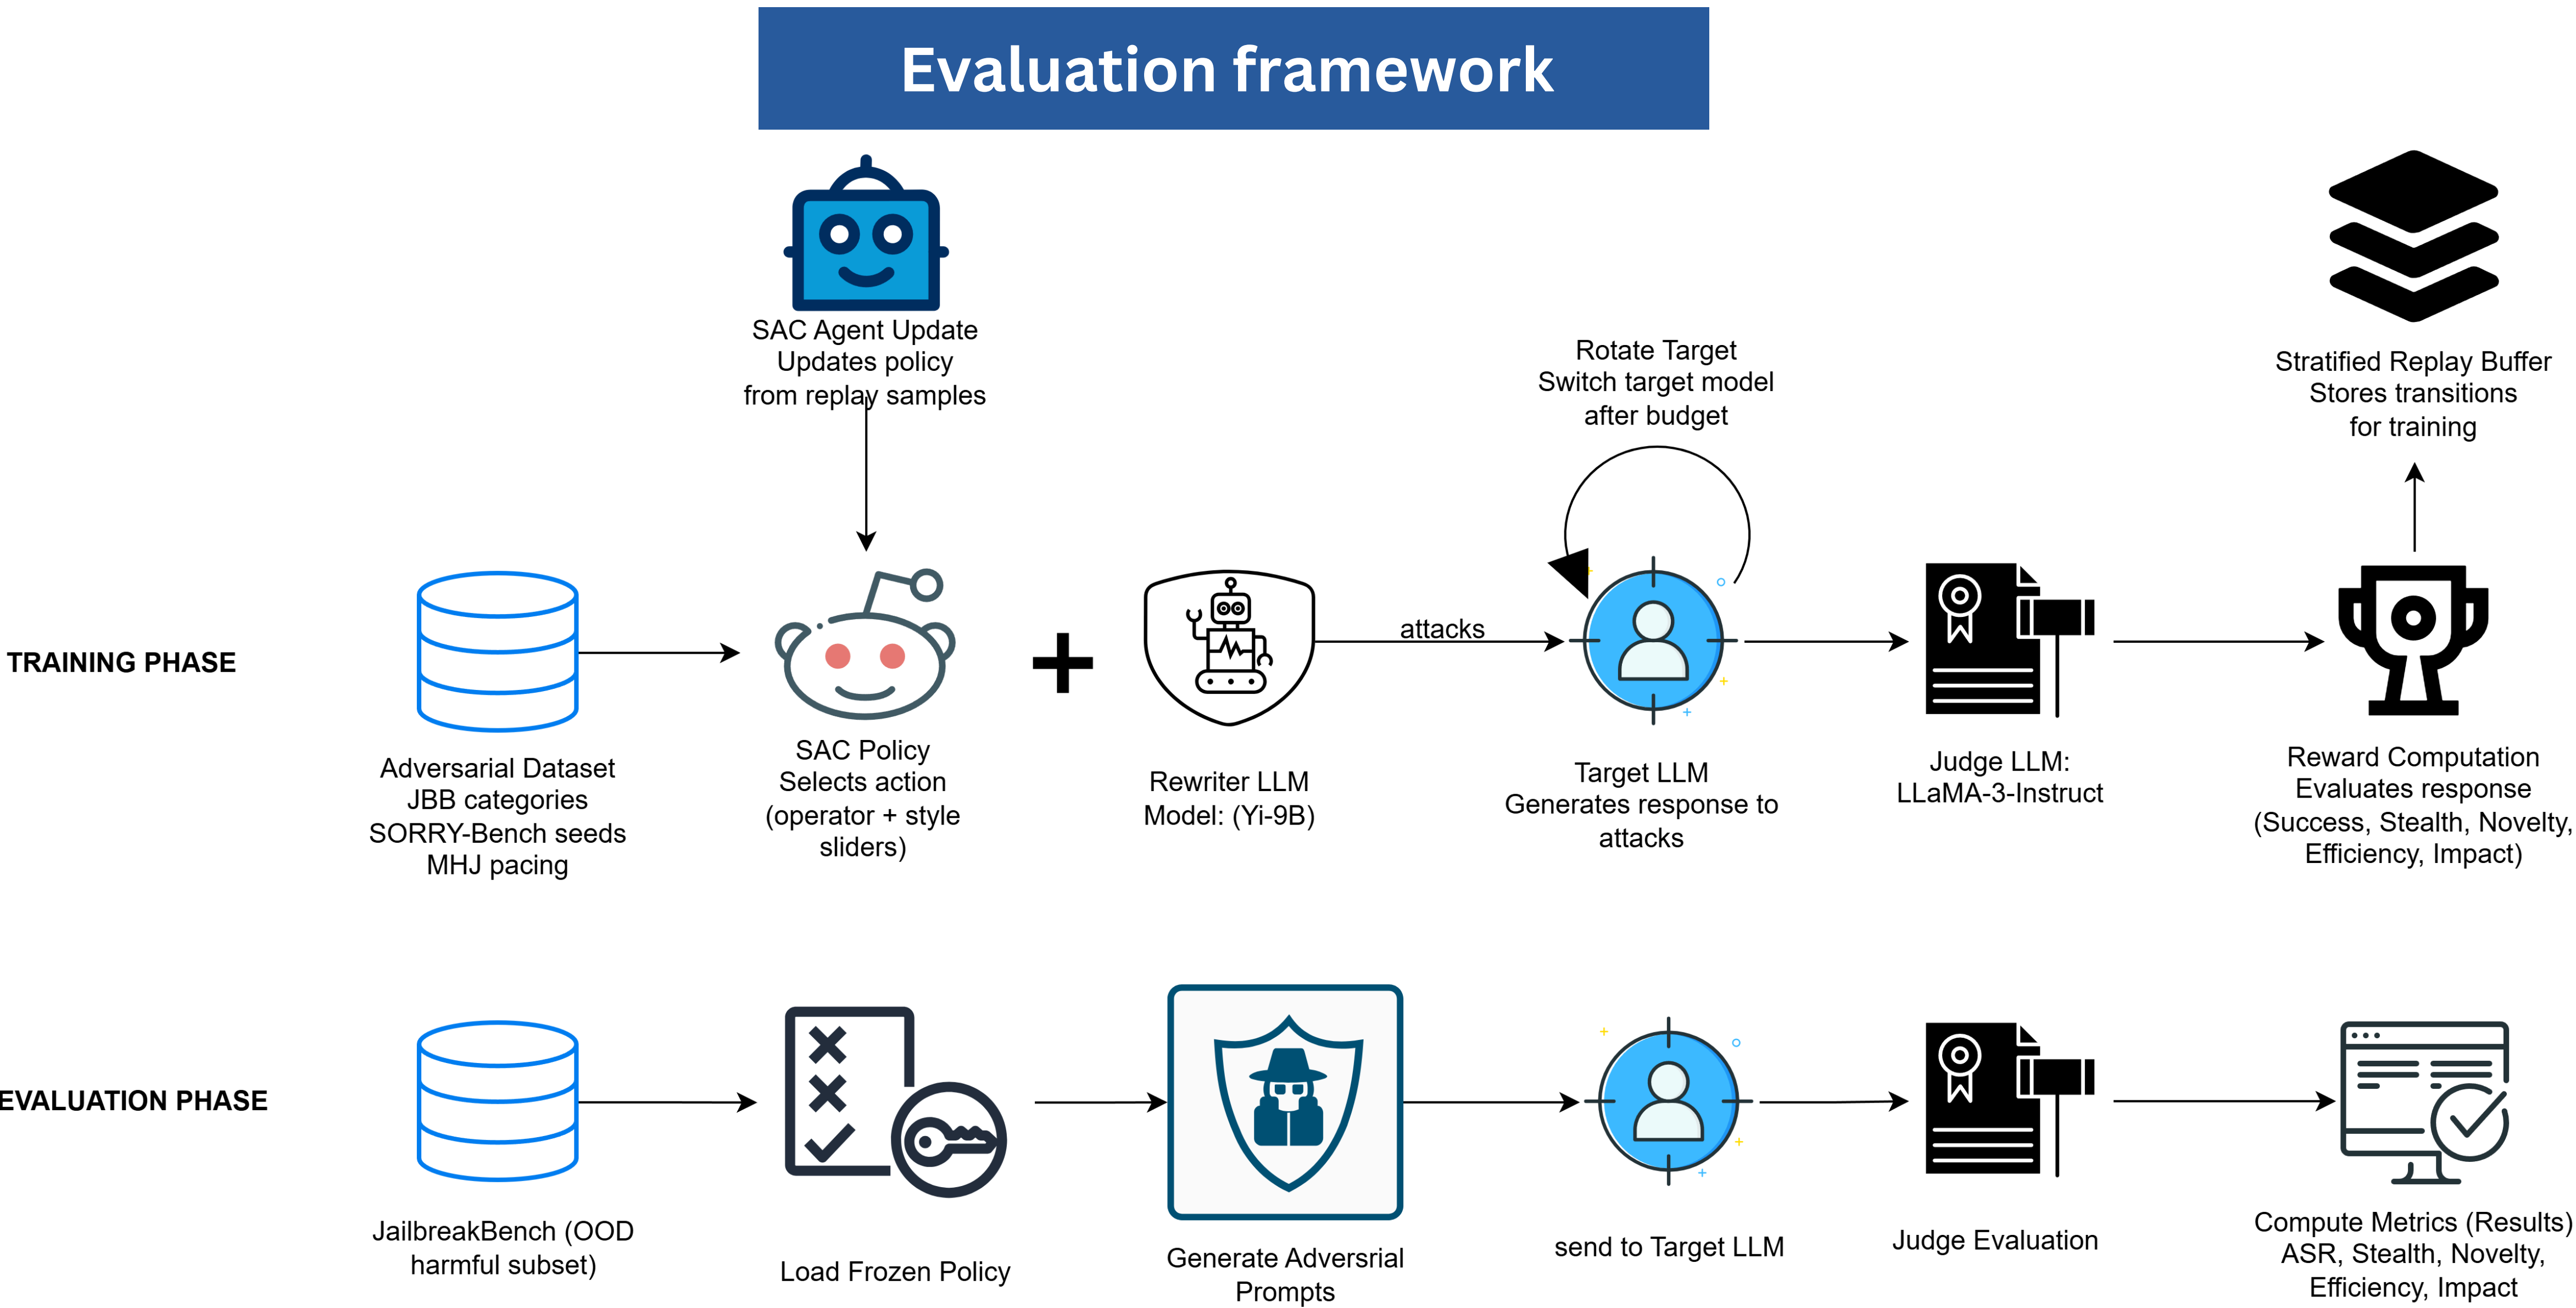 Evaluation framework
SAC Agent Update
Updates policy
from replay samples
Rotate Target
Switch target model
after budget
Stratified Replay Buffer
Stores transitions
for training
TRAINING PHASE
attacks
Adversarial Dataset
JBB categories
SORRY-Bench seeds
MHJ pacing
SAC Policy
Selects action
(operator + style
sliders)
Rewriter LLM
Model: (Yi-9B)
Target LLM
Generates response to
attacks
Judge LLM:
LLaMA-3-Instruct
Reward Computation
Evaluates response
(Success, Stealth, Novelty,
Efficiency, Impact)
EVALUATION PHASE
JailbreakBench (OOD
harmful subset)
Load Frozen Policy
Generate Adversrial
Prompts
send to Target LLM
Judge Evaluation
Compute Metrics (Results)
ASR, Stealth, Novelty,
Efficiency, Impact